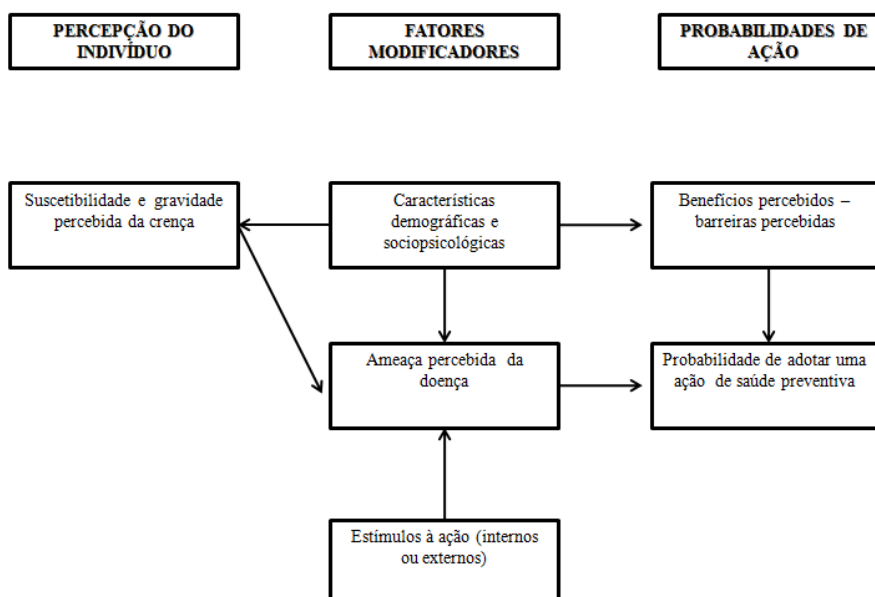 PERCEPÇÃO DO
INDIVÍDUO
FATORES
MODIFICADORES
PROBABILIDADES DE
AÇÃO
Suscetibilidade e gravidade
percebida da crença
Características
demográficas e
sociopsicológicas
Benefícios percebidos –
barreiras percebidas
Ameaça percebida da
doença
Probabilidade de adotar uma
ação de saúde preventiva
Estímulos à ação (internos
ou externos)